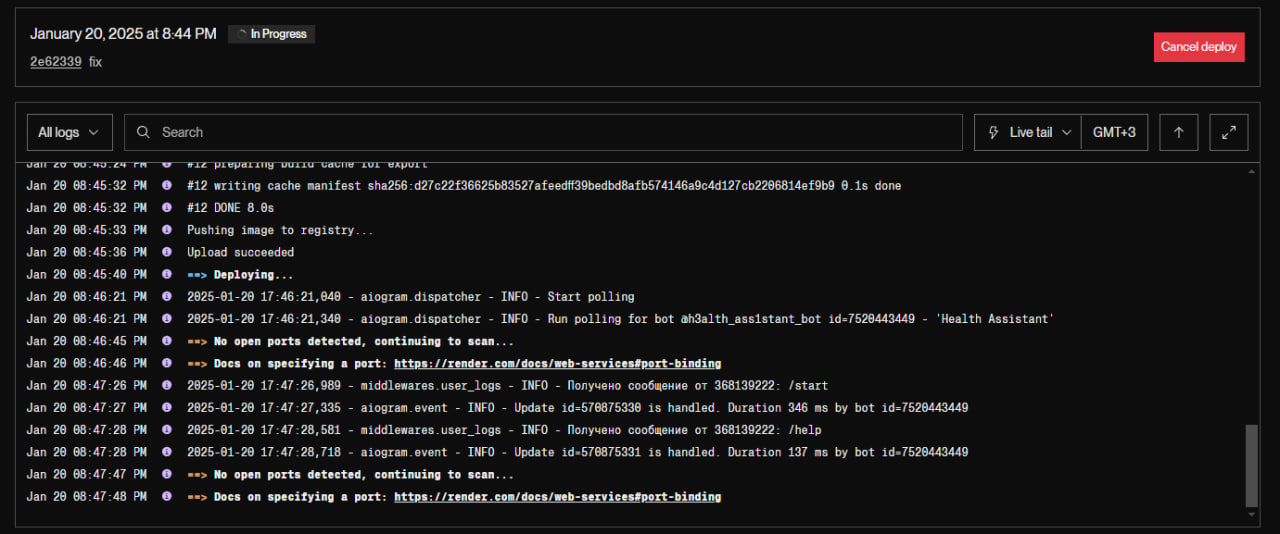 January 20, 2025 at 8:44 PM In Progress
Cancel deploy
2e62339 fix
All logs Search Live tail GMT+3
Jan 20 08:45:24 PM #12 preparing build cache for export
Jan 20 08:45:32 PM #12 writing cache manifest sha256:d27c22f36625b83527afeedff39bedbd8afb574146a9c4d127cb2206814ef9b9 0.1s done
Jan 20 08:45:32 PM #12 DONE 8.0s
Jan 20 08:45:33 PM Pushing image to registry...
Jan 20 08:45:36 PM Upload succeeded
Jan 20 08:45:40 PM ==> Deploying...
Jan 20 08:46:21 PM 2025-01-20 17:46:21,040 - aiogram.dispatcher - INFO - Start polling
Jan 20 08:46:21 PM 2025-01-20 17:46:21,340 - aiogram.dispatcher - INFO - Run polling for bot @h3alth_ass1stant_bot id=7520443449 - 'Health Assistant'
Jan 20 08:46:45 PM ==> No open ports detected, continuing to scan...
Jan 20 08:46:46 PM ==> Docs on specifying a port: https://render.com/docs/web-services#port-binding
Jan 20 08:47:26 PM 2025-01-20 17:47:26,989 - middlewares.user_logs - INFO - Получено сообщение от 368139222: /start
Jan 20 08:47:27 PM 2025-01-20 17:47:27,335 - aiogram.event - INFO - Update id=570875330 is handled. Duration 346 ms by bot id=7520443449
Jan 20 08:47:28 PM 2025-01-20 17:47:28,581 - middlewares.user_logs - INFO - Получено сообщение от 368139222: /help
Jan 20 08:47:28 PM 2025-01-20 17:47:28,718 - aiogram.event - INFO - Update id=570875331 is handled. Duration 137 ms by bot id=7520443449
Jan 20 08:47:47 PM ==> No open ports detected, continuing to scan...
Jan 20 08:47:48 PM ==> Docs on specifying a port: https://render.com/docs/web-services#port-binding